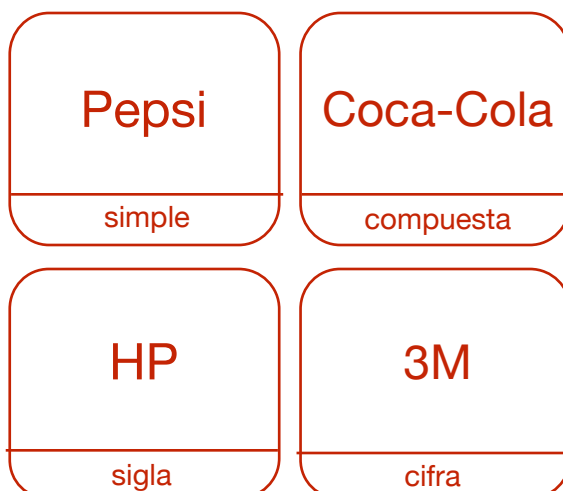 Pepsi
simple
Coca-Cola
compuesta
HP
sigla
3M
cifra